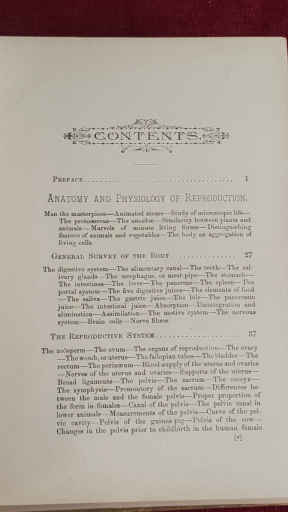 CONTENTS.
PREFACE 1
ANATOMY AND PHYSIOLOGY OF REPRODUCTION.
Man the masterpiece—Animated stones—Study of microscopic life—
The protoamoebae—The amoeba—Similarity between plants and
animals—Marvels of minute living forms—Distinguishing
features of animals and vegetables—The body an aggregation of
living cells
GENERAL SURVEY OF THE BODY 27
The digestive system—The alimentary canal—The teeth—The sal-
ivary glands—The œsophagus, or meat-pipe—The stomach—
The intestines—The liver—The pancreas—The spleen—The
portal system—The five digestive juices—The elements of food
—The saliva—The gastric juice—The bile—The pancreatic
juice—The intestinal juice—Absorption—Disintegration and
elimination—Assimilation—The motive system—The nervous
system—Brain cells—Nerve fibres
THE REPRODUCTIVE SYSTEM 37
The zoösperm—The ovum—The organs of reproduction—The ovary
—The womb, or uterus—The fallopian tubes—The bladder—The
rectum—The perineum—Blood supply of the uterus and ovaries
—Nerves of the uterus and ovaries—Supports of the uterus—
Broad ligaments—The pelvis—The sacrum—The coccyx—
The symphysis—Promontory of the sacrum—Difference be-
tween the male and the female pelvis—Proper proportion of
the form in females—Canal of the pelvis—The pelvic canal in
lower animals—Measurements of the pelvis—Curve of the pel-
vic cavity—Pelvis of the guinea-pig—Pelvis of the cow—
Changes in the pelvis prior to childbirth in the human female
(v)